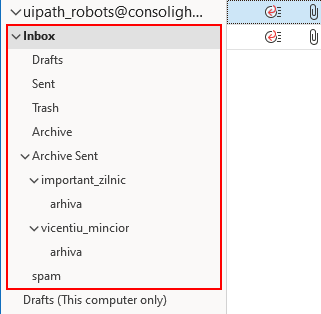 uipath_robots@consoligh...
Inbox
Drafts
Sent
Trash
Archive
Archive Sent
important_zilnic
arhiva
vicentiu_mincior
arhiva
spam
Drafts (This computer only)